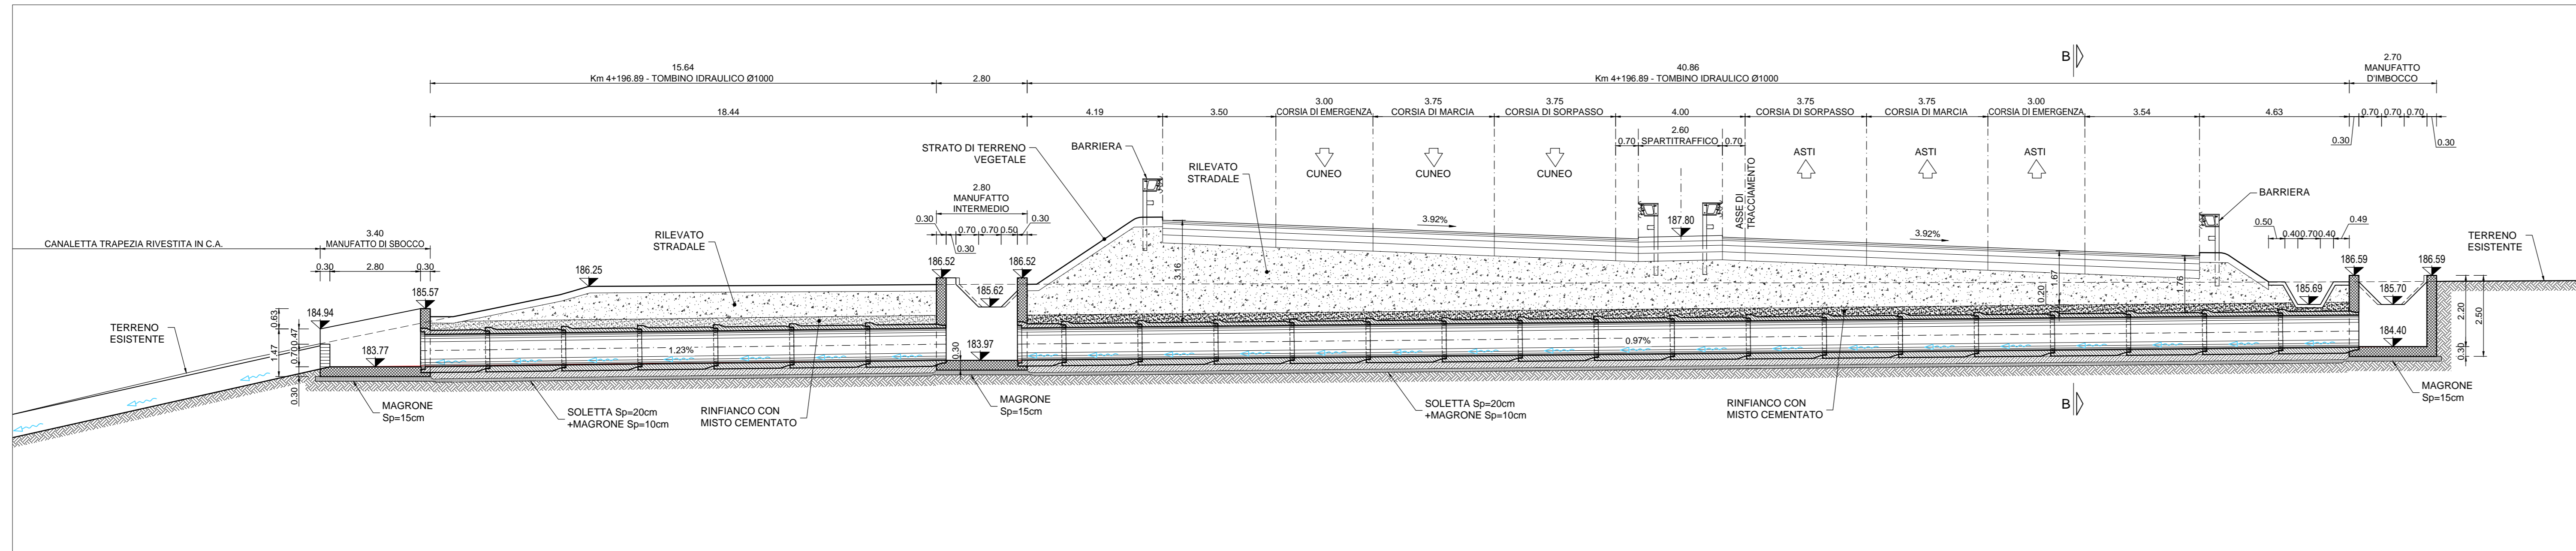 B
15.64
Km 4+196.89 - TOMBINO IDRAULICO Ø1000
2.80
40.86
Km 4+196.89 - TOMBINO IDRAULICO Ø1000
2.70
MANUFATTO
D'IMBOCCO
18.44
4.19
3.50
3.00
CORSIA DI EMERGENZA
3.75
CORSIA DI MARCIA
3.75
CORSIA DI SORPASSO
4.00
3.75
CORSIA DI SORPASSO
3.75
CORSIA DI MARCIA
3.00
CORSIA DI EMERGENZA
3.54
4.63
0.70
0.70
0.70
0.30
0.30
2.60
0.70
SPARTITRAFFICO
0.70
STRATO DI TERRENO
VEGETALE
BARRIERA
RILEVATO
STRADALE
CUNEO
CUNEO
CUNEO
ASSE DI
TRACCIAMENTO
ASTI
ASTI
ASTI
BARRIERA
2.80
MANUFATTO
INTERMEDIO
0.30
0.30
0.70
0.70
0.50
0.30
3.92%
187.80
3.92%
0.50
0.49
0.40
0.70
0.40
TERRENO
ESISTENTE
CANALETTA TRAPEZIA RIVESTITA IN C.A.
3.40
MANUFATTO DI SBOCCO
0.30
2.80
0.30
RILEVATO
STRADALE
186.25
186.52
186.52
185.62
3.16
0.20
1.67
1.76
185.69
186.59
185.70
186.59
184.40
2.20
0.30
2.50
184.94
185.57
183.77
0.63
1.47
0.47
0.70
0.30
TERRENO
ESISTENTE
1.23%
0.30
183.97
0.97%
MAGRONE
Sp=15cm
SOLETTA Sp=20cm
+MAGRONE Sp=10cm
RINFIANCO CON
MISTO CEMENTATO
MAGRONE
Sp=15cm
SOLETTA Sp=20cm
+MAGRONE Sp=10cm
RINFIANCO CON
MISTO CEMENTATO
B
MAGRONE
Sp=15cm